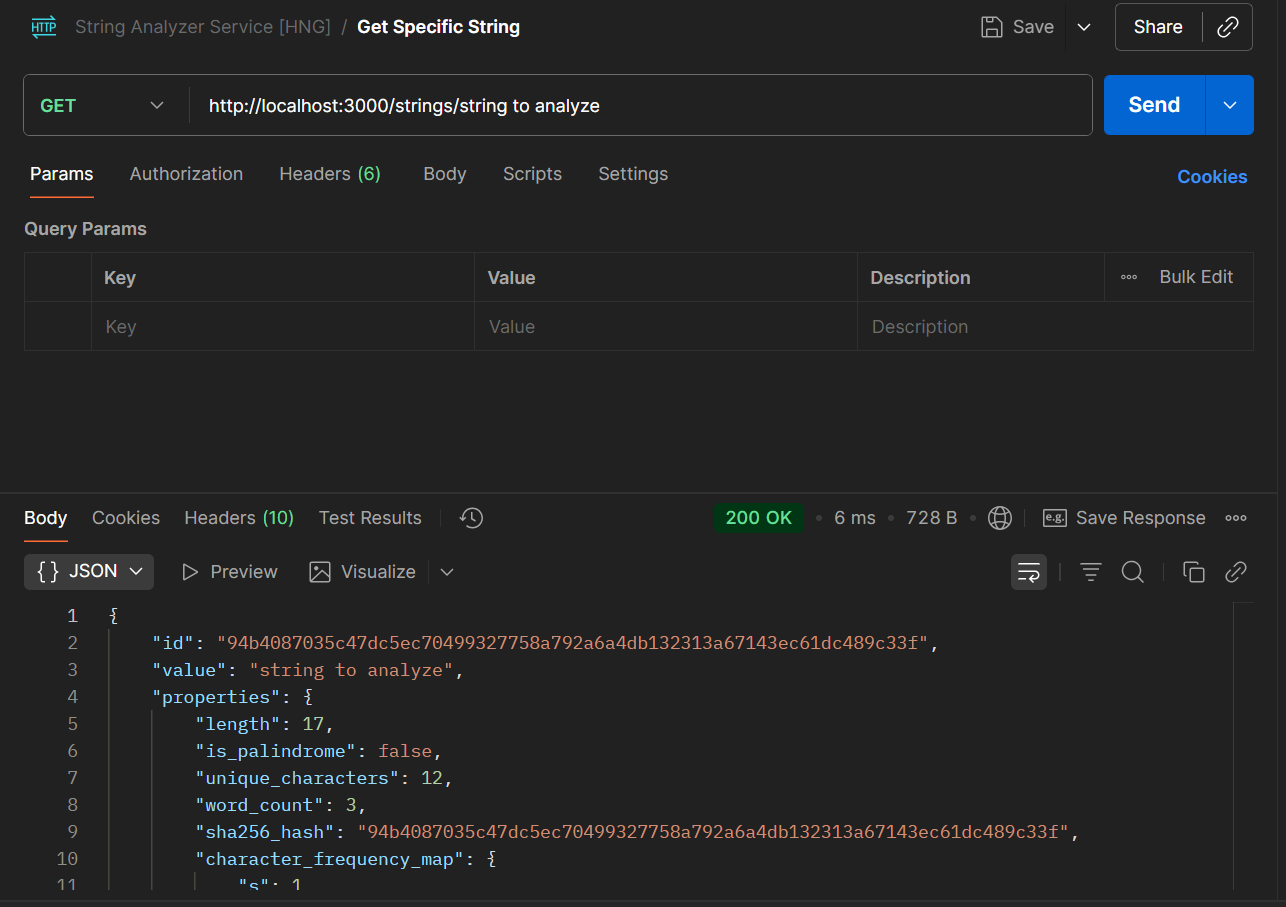 HTTP String Analyzer Service [HNG] / Get Specific String Save Share
GET http://localhost:3000/strings/string to analyze Send
Params Authorization Headers (6) Body Scripts Settings Cookies
Query Params
Key Value Description Bulk Edit
Key Value Description
Body Cookies Headers (10) Test Results 200 OK • 6 ms • 728 B • e.g. Save Response
{} JSON Preview Visualize
1 {
2 "id": "94b4087035c47dc5ec70499327758a792a6a4db132313a67143ec61dc489c33f",
3 "value": "string to analyze",
4 "properties": {
5 "length": 17,
6 "is_palindrome": false,
7 "unique_characters": 12,
8 "word_count": 3,
9 "sha256_hash": "94b4087035c47dc5ec70499327758a792a6a4db132313a67143ec61dc489c33f",
10 "character_frequency_map": {
11 "s": 1